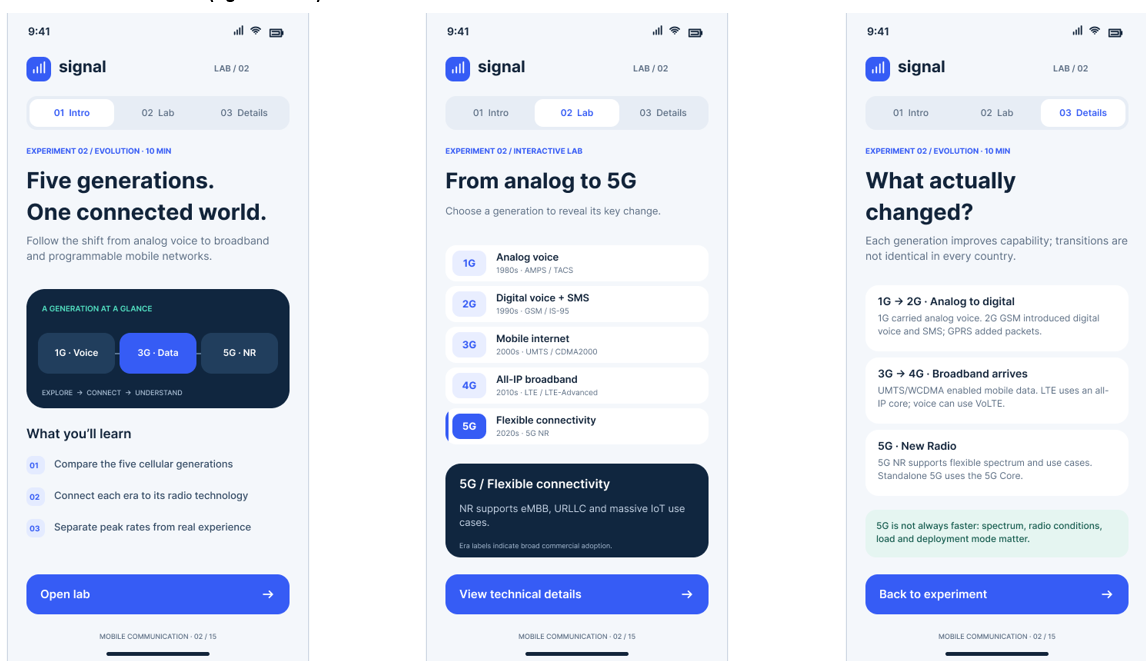 9:41
signal
LAB / 02
01 Intro
02 Lab
03 Details
EXPERIMENT 02 / EVOLUTION · 10 MIN
Five generations.
One connected world.
Follow the shift from analog voice to broadband
and programmable mobile networks.
A GENERATION AT A GLANCE
1G · Voice
3G · Data
5G · NR
EXPLORE → CONNECT → UNDERSTAND
What you’ll learn
01 Compare the five cellular generations
02 Connect each era to its radio technology
03 Separate peak rates from real experience
Open lab →
MOBILE COMMUNICATION · 02 / 15
9:41
signal
LAB / 02
01 Intro
02 Lab
03 Details
EXPERIMENT 02 / INTERACTIVE LAB
From analog to 5G
Choose a generation to reveal its key change.
1G
Analog voice
1980s · AMPS / TACS
2G
Digital voice + SMS
1990s · GSM / IS-95
3G
Mobile internet
2000s · UMTS / CDMA2000
4G
All-IP broadband
2010s · LTE / LTE-Advanced
5G
Flexible connectivity
2020s · 5G NR
5G / Flexible connectivity
NR supports eMBB, URLLC and massive IoT use
cases.
Era labels indicate broad commercial adoption.
View technical details →
MOBILE COMMUNICATION · 02 / 15
9:41
signal
LAB / 02
01 Intro
02 Lab
03 Details
EXPERIMENT 02 / EVOLUTION · 10 MIN
What actually
changed?
Each generation improves capability; transitions are
not identical in every country.
1G → 2G · Analog to digital
1G carried analog voice. 2G GSM introduced digital
voice and SMS; GPRS added packets.
3G → 4G · Broadband arrives
UMTS/WCDMA enabled mobile data. LTE uses an all-
IP core; voice can use VoLTE.
5G · New Radio
5G NR supports flexible spectrum and use cases.
Standalone 5G uses the 5G Core.
5G is not always faster: spectrum, radio conditions,
load and deployment mode matter.
Back to experiment →
MOBILE COMMUNICATION · 02 / 15